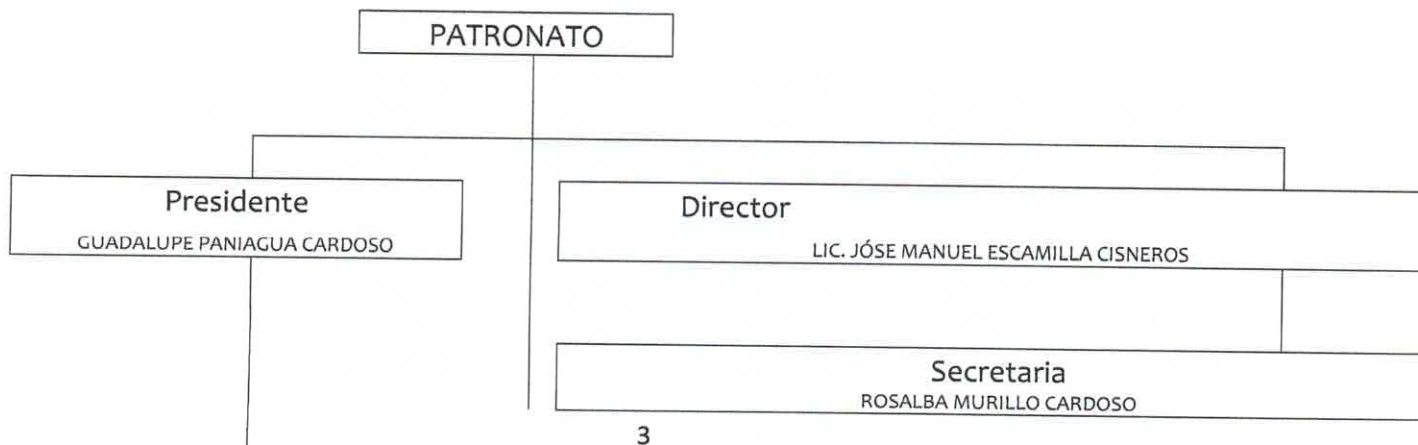 PATRONATO
Presidente
GUADALUPE PANIAGUA CARDOSO
Director
LIC. JÓSE MANUEL ESCAMILLA CISNEROS
Secretaria
ROSALBA MURILLO CARDOSO
3